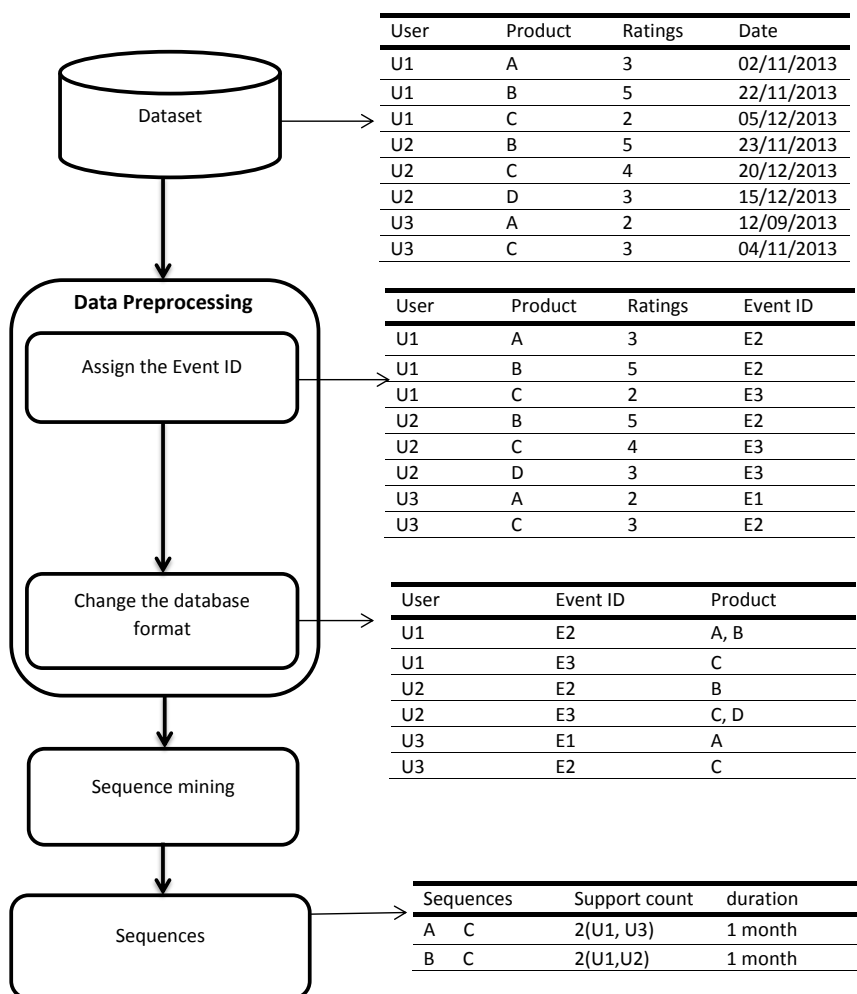 User Product Ratings Date
U1 A 3 02/11/2013
U1 B 5 22/11/2013
U1 C 2 05/12/2013
U2 B 5 23/11/2013
U2 C 4 20/12/2013
U2 D 3 15/12/2013
U3 A 2 12/09/2013
U3 C 3 04/11/2013
Dataset
Data Preprocessing
Assign the Event ID
User Product Ratings Event ID
U1 A 3 E2
U1 B 5 E2
U1 C 2 E3
U2 B 5 E2
U2 C 4 E3
U2 D 3 E3
U3 A 2 E1
U3 C 3 E2
Change the database
format
User Event ID Product
U1 E2 A, B
U1 E3 C
U2 E2 B
U2 E3 C, D
U3 E1 A
U3 E2 C
Sequence mining
Sequences
Sequences Support count duration
A C 2(U1, U3) 1 month
B C 2(U1,U2) 1 month